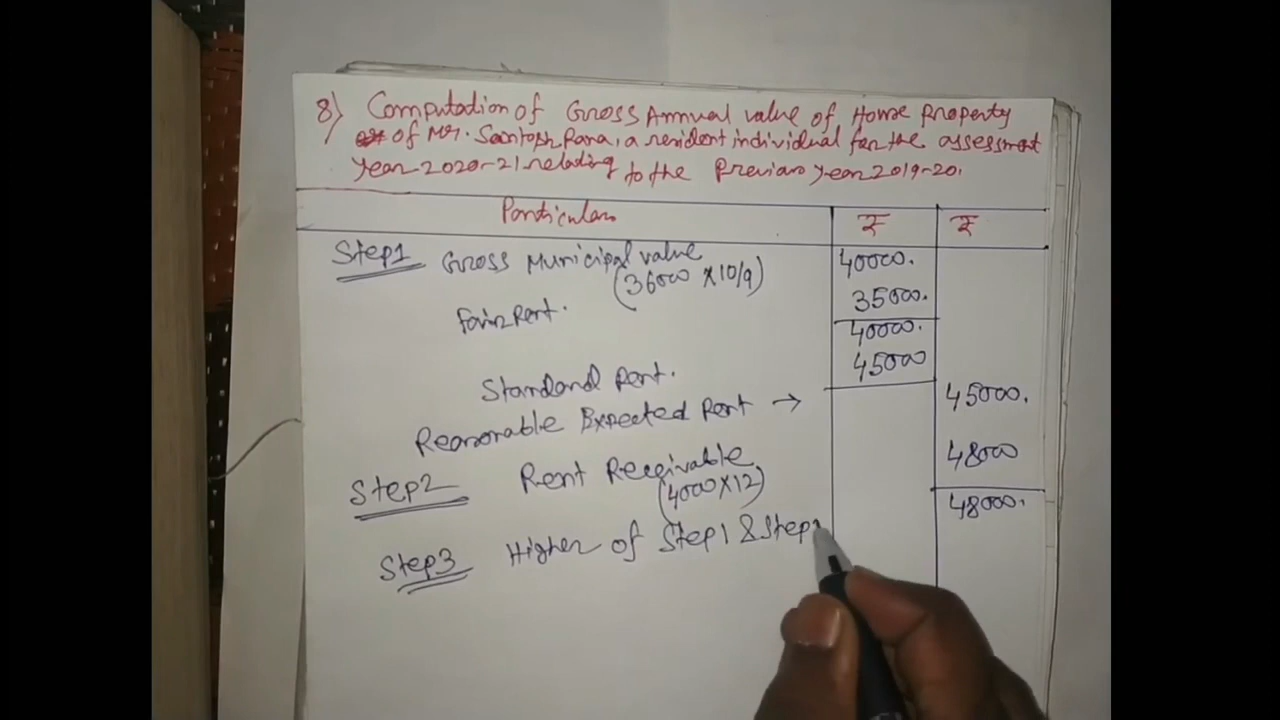 8) Computation of Gross Annual value of House Property
of Mr. Santosh Rana, a resident individual for the assessment
year 2020-21 relating to the Previous year 2019-20.
Particulars ₹ ₹
Step1 Gross Municipal value 40000.
(36000 × 10/9)
Fair Rent. 35000.
40000.
Standard Rent. 45000
Reasonable Expected Rent → 45000.
Step2 Rent Receivable 48000
(4000 × 12)
48000.
Step3 Higher of Step1 & Step